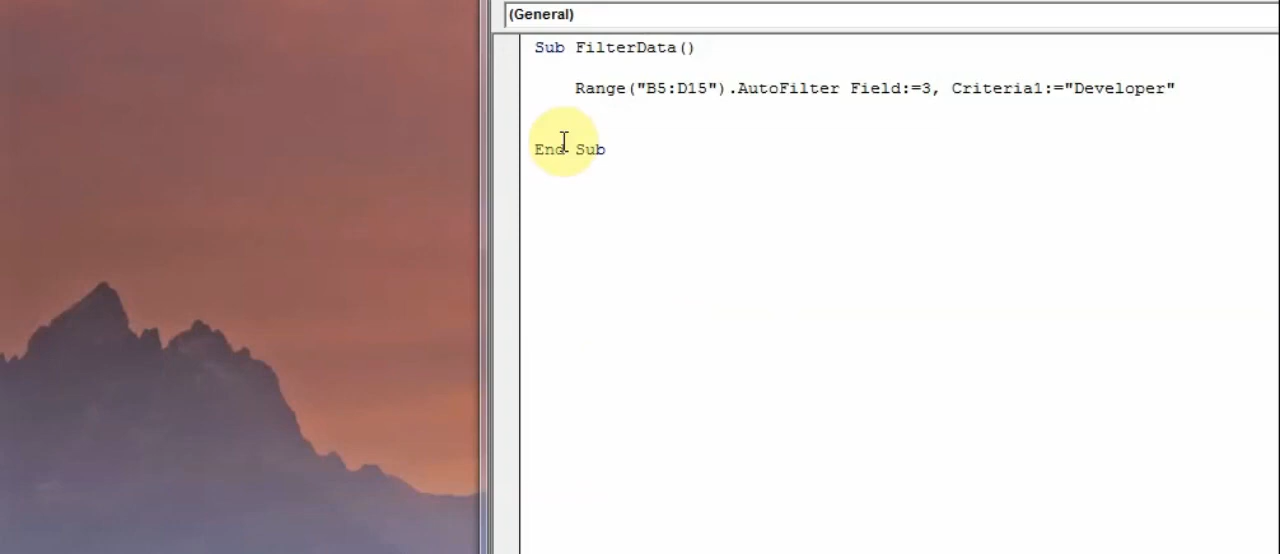 (General)
Sub FilterData()
Range("B5:D15").AutoFilter Field:=3, Criteria1:="Developer"
End Sub